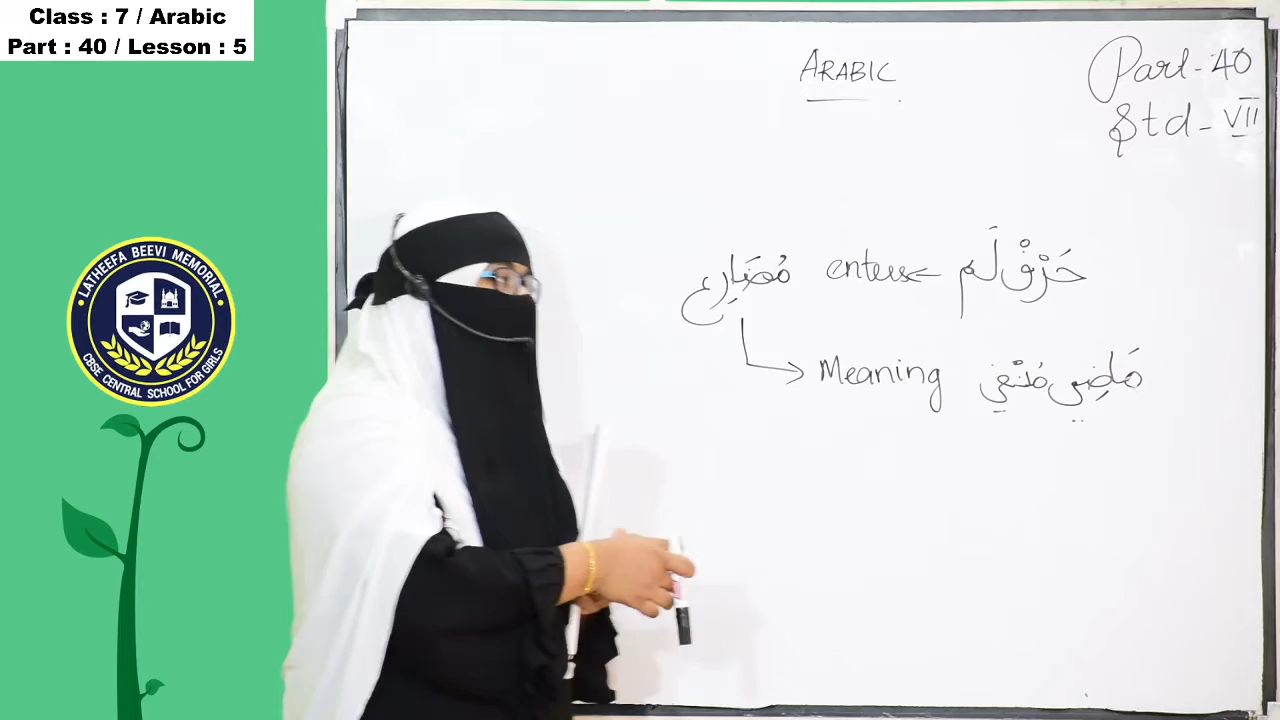 Class : 7 / Arabic
Part : 40 / Lesson : 5
LATHEEFA BEEVI MEMORIAL
CBSE CENTRAL SCHOOL FOR GIRLS
ARABIC
Part - 40
Std - VII
حَرْفْ لَم ← enters مُضَارِع
→ Meaning مَاضِي مَنْفِي